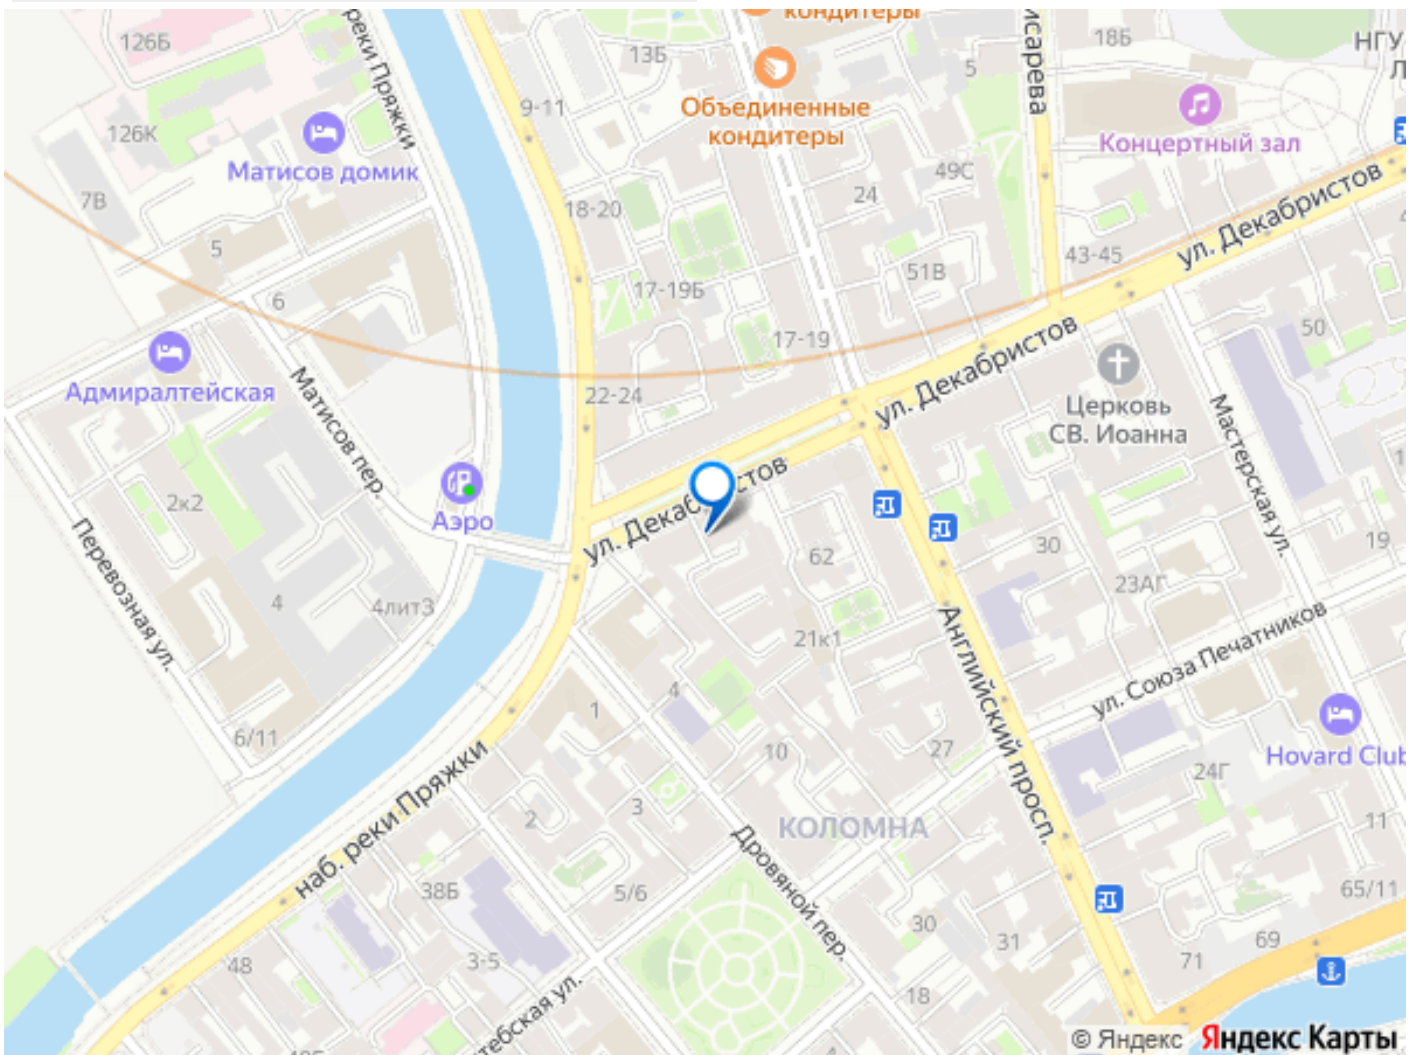 кондитеры
126Б
реки Пряжки
13Б
5
18Б
НГУ
Л
исарева
9-11
Объединенные
кондитеры
126К
Матисов домик
Концертный зал
7В
18-20
24
49С
ул. Декабристов
5
6
17-19Б
51В
43-45
17-19
50
Адмиралтейская
Матисов пер.
22-24
ул. Декабристов
Церковь
СВ. Иоанна
Мастерская ул.
2к2
Аэро
ул. Декаб
стов
Перевозная ул.
62
30
19
23АГ
4
4лит3
21к1
Английский просп.
ул. Союза Печатников
6/11
1
4
10
27
Hovard Club
24Г
наб. реки Пряжки
2
3
КОЛОМНА
Дровяной пер.
11
38Б
5/6
65/11
30
31
69
48
3-5
71
18
тебская ул.
4
© Яндекс
Яндекс Карты